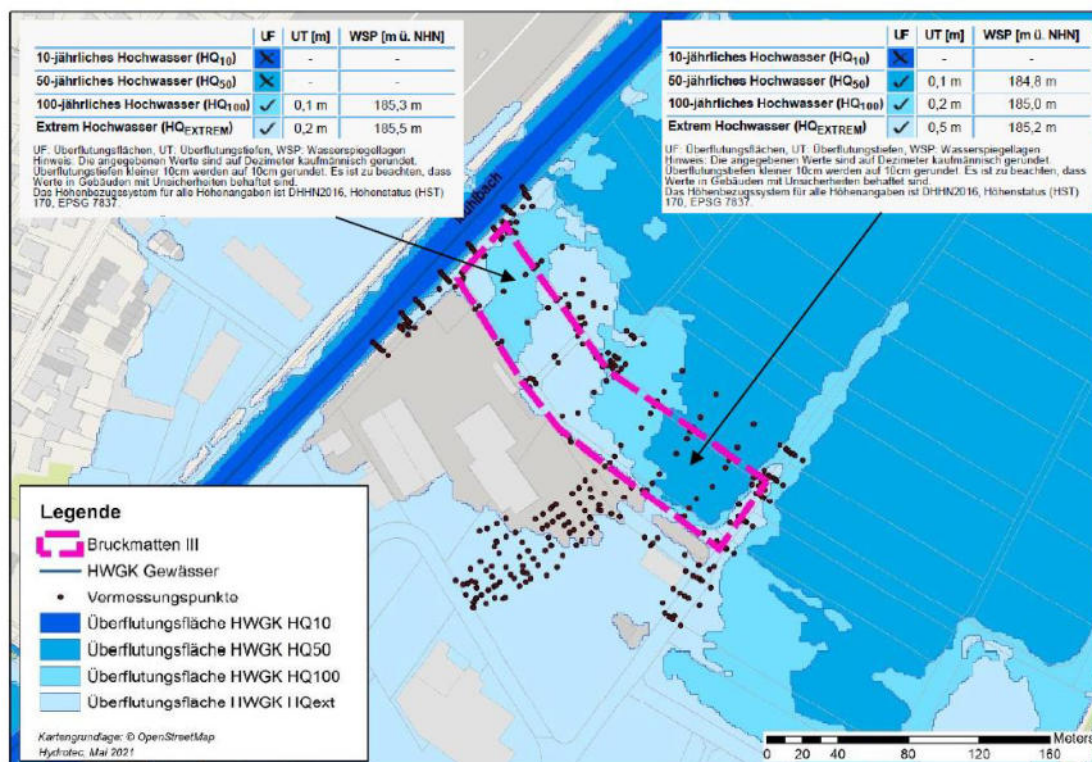 UF UT [m] WSP [m ü. NHN]
10-jährliches Hochwasser (HQ10) - -
50-jährliches Hochwasser (HQ50) - -
100-jährliches Hochwasser (HQ100) ✓ 0,1 m 185,3 m
Extrem Hochwasser (HQEXTREM) ✓ 0,2 m 185,5 m
UF: Überflutungsflächen, UT: Überflutungstiefen, WSP: Wasserspiegellagen
Hinweis: Die angegebenen Werte sind auf Dezimeter kaufmännisch gerundet.
Überflutungstiefen kleiner 10cm werden auf 10cm gerundet. Es ist zu beachten, dass
Werte in Gebäuden mit Unsicherheiten behaftet sind.
Das Höhenbezugssystem für alle Höhenangaben ist DHHN2016, Höhenstatus (HST)
170, EPSG 7837.
UF UT [m] WSP [m ü. NHN]
10-jährliches Hochwasser (HQ10) - -
50-jährliches Hochwasser (HQ50) ✓ 0,1 m 184,8 m
100-jährliches Hochwasser (HQ100) ✓ 0,2 m 185,0 m
Extrem Hochwasser (HQEXTREM) ✓ 0,5 m 185,2 m
UF: Überflutungsflächen, UT: Überflutungstiefen, WSP: Wasserspiegellagen
Hinweis: Die angegebenen Werte sind auf Dezimeter kaufmännisch gerundet.
Überflutungstiefen kleiner 10cm werden auf 10cm gerundet. Es ist zu beachten, dass
Werte in Gebäuden mit Unsicherheiten behaftet sind.
Das Höhenbezugssystem für alle Höhenangaben ist DHHN2016, Höhenstatus (HST)
170, EPSG 7837.
Legende
Bruckmatten III
HWGK Gewässer
Vermessungspunkte
Überflutungsfläche HWGK HQ10
Überflutungsfläche HWGK HQ50
Überflutungsfläche HWGK HQ100
Überflutungsfläche HWGK HQext
Kartengrundlage: © OpenStreetMap
Hydrotec, Mai 2021
Meters
0 20 40 80 120 160